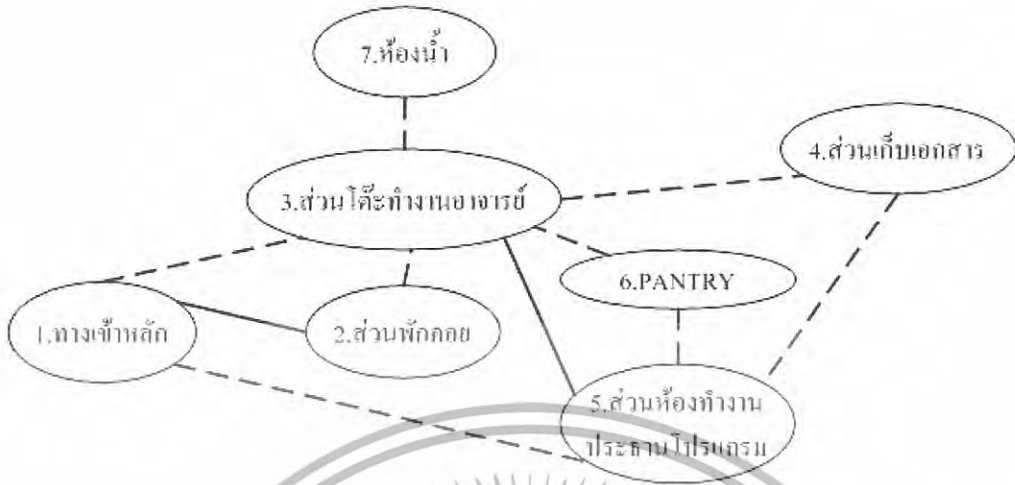 7.ห้องน้ำ
4.ส่วนเก็บเอกสาร
3.ส่วนโต๊ะทำงานอาจารย์
6.PANTRY
1.ทางเข้าหลัก
2.ส่วนพักคอย
5.ส่วนห้องทำงาน
ประธานโปรแกรม